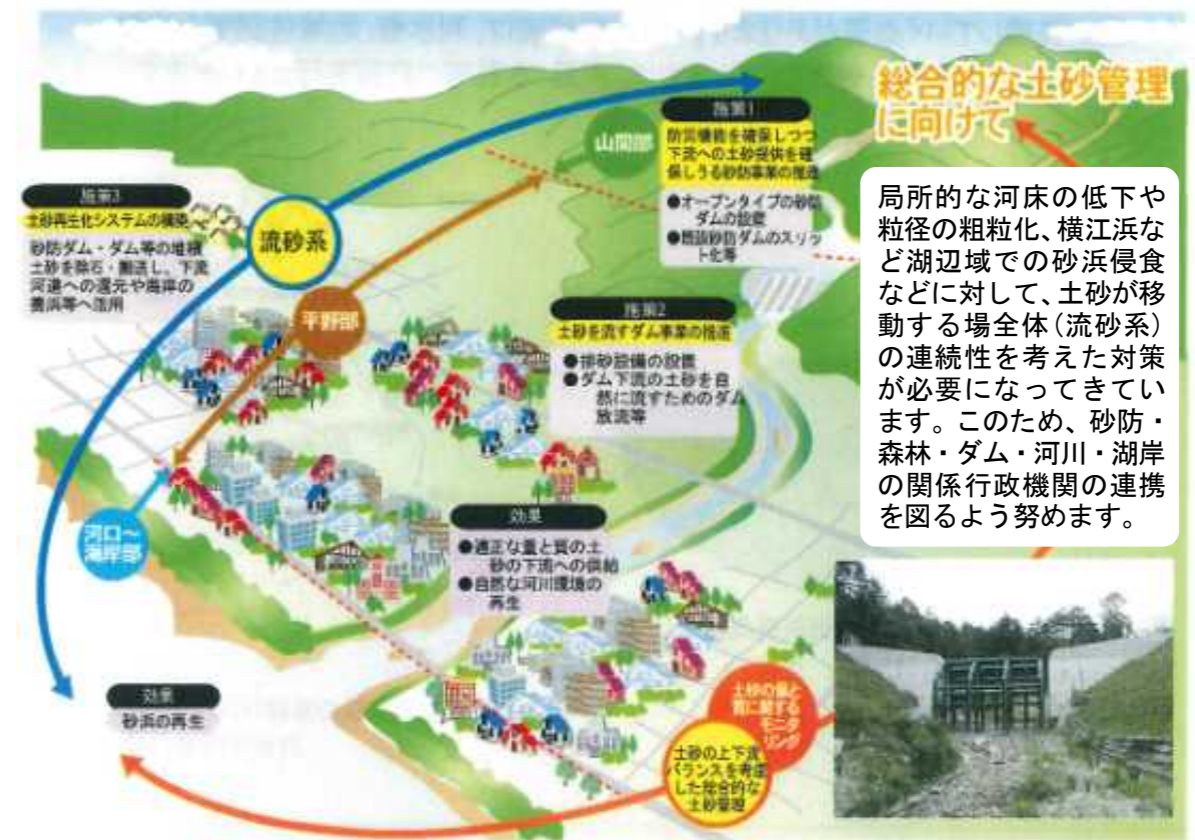 総合的な土砂管理
に向けて
施策1
山間部
防災機能を確保しつつ
下流への土砂提供を確
保しうる砂防事業の推進
●オープンタイプの砂防
ダムの設置
●既設砂防ダムのスリッ
ト化等
局所的な河床の低下や
粒径の粗粒化、横江浜な
ど湖辺域での砂浜侵食
などに対して、土砂が移
動する場全体（流砂系）
の連続性を考えた対策
が必要になってきてい
ます。このため、砂防・
森林・ダム・河川・湖岸
の関係行政機関の連携
を図るよう努めます。
施策3
土砂再生化システムの構築
砂防ダム・ダム等の堆積
土砂を除石・搬送し、下流
河道への還元や海岸の
養浜等へ活用
流砂系
平野部
施策2
土砂を流すダム事業の推進
●排砂設備の設置
●ダム下流の土砂を自
然に流すためのダム
放流等
河口～
海岸部
効果
●適正な量と質の土
砂の下流への供給
●自然な河川環境の
再生
効果
砂浜の再生
土砂の量と
質に関する
モニタ
リング
土砂の上下流
バランスを考慮
した総合的な
土砂管理